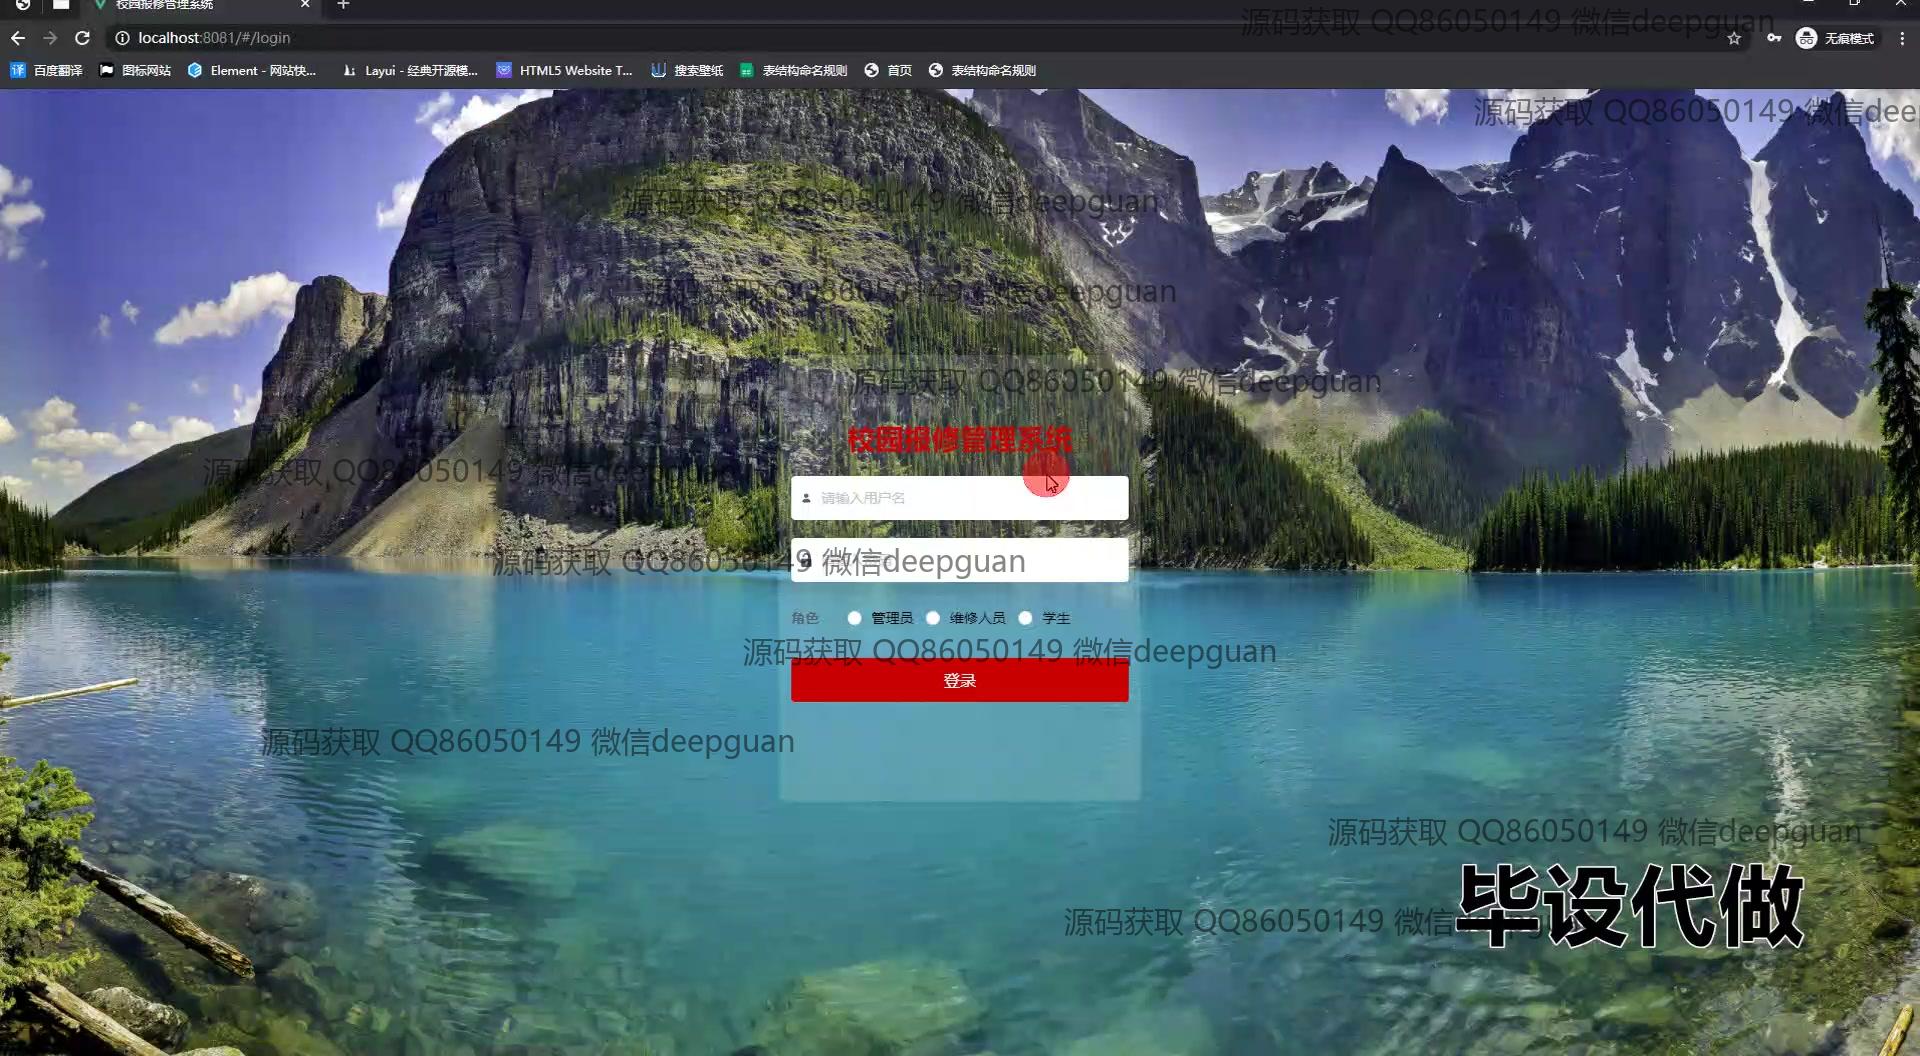 校园报修管理系统
源码获取 QQ86050149 微信deepguan
localhost:8081/#/login
无痕模式
百度翻译
图标网站
Element - 网站快...
Layui - 经典开源模...
HTML5 Website T...
搜索壁纸
表结构命名规则
首页
表结构命名规则
源码获取 QQ86050149 微信dee
源码获取 QQ86050149 微信deepguan
源码获取 QQ86050149 微信deepguan
源码获取 QQ86050149 微信deepguan
校园报修管理系统
源码获取 QQ86050149 微信deepguan
请输入用户名
源码获取 QQ86050149 微信deepguan
角色 管理员 维修人员 学生
源码获取 QQ86050149 微信deepguan
登录
源码获取 QQ86050149 微信deepguan
源码获取 QQ86050149 微信deepguan
源码获取 QQ86050149 微信
毕设代做